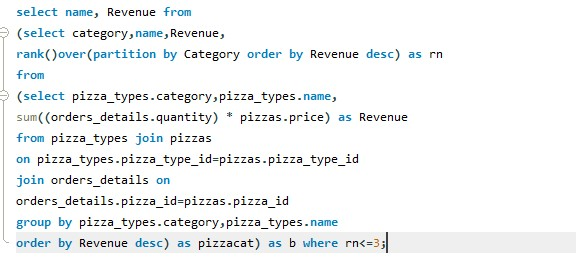 select name, Revenue from
(select category,name,Revenue,
rank()over(partition by Category order by Revenue desc) as rn
from
(select pizza_types.category,pizza_types.name,
sum((orders_details.quantity) * pizzas.price) as Revenue
from pizza_types join pizzas
on pizza_types.pizza_type_id=pizzas.pizza_type_id
join orders_details on
orders_details.pizza_id=pizzas.pizza_id
group by pizza_types.category,pizza_types.name
order by Revenue desc) as pizzacat) as b where rn<=3;